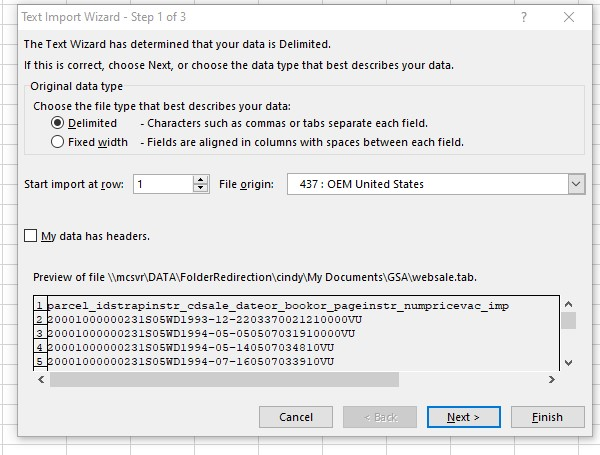 Text Import Wizard - Step 1 of 3
The Text Wizard has determined that your data is Delimited.
If this is correct, choose Next, or choose the data type that best describes your data.
Original data type
Choose the file type that best describes your data:
Delimited - Characters such as commas or tabs separate each field.
Fixed width - Fields are aligned in columns with spaces between each field.
Start import at row: 1 File origin: 437 : OEM United States
My data has headers.
Preview of file \\mcsvr\DATA\FolderRedirection\cindy\My Documents\GSA\websale.tab.
1 parcel_idstrapinstr_cdsale_dateor_bookor_pageinstr_numpricevac_imp
2 20001000000231S05WD1993-12-2203370021210000VU
3 20001000000231S05WD1994-05-050507031910000VU
4 20001000000231S05WD1994-05-140507034810VU
5 20001000000231S05WD1994-07-160507033910VU
Cancel < Back Next > Finish